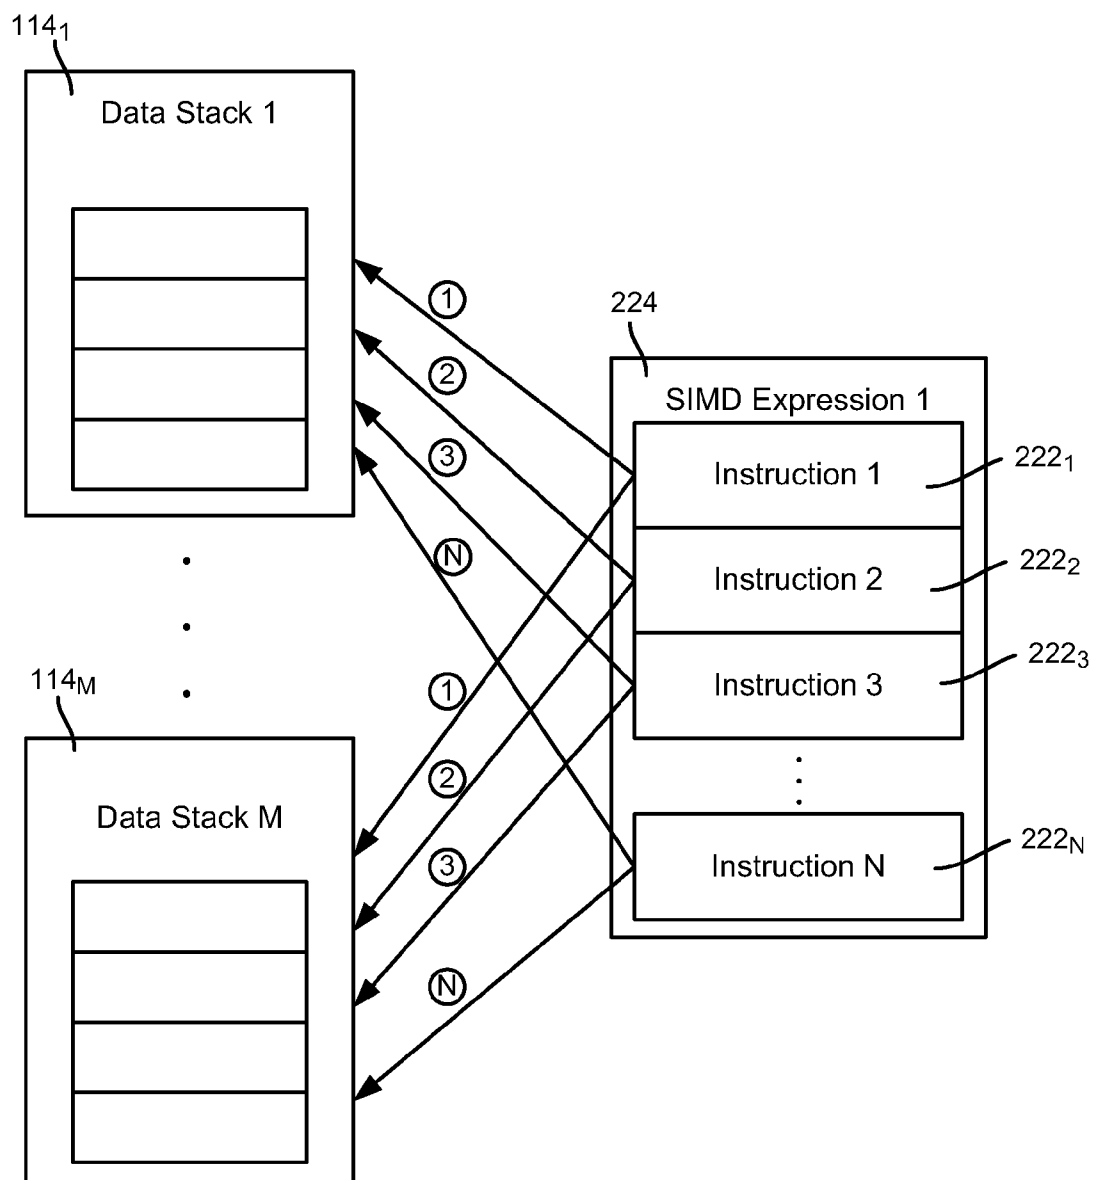 114₁
Data Stack 1
1
224
2
SIMD Expression 1
3
Instruction 1
222₁
N
Instruction 2
222₂
114M
1
Instruction 3
222₃
2
Data Stack M
3
Instruction N
222N
N